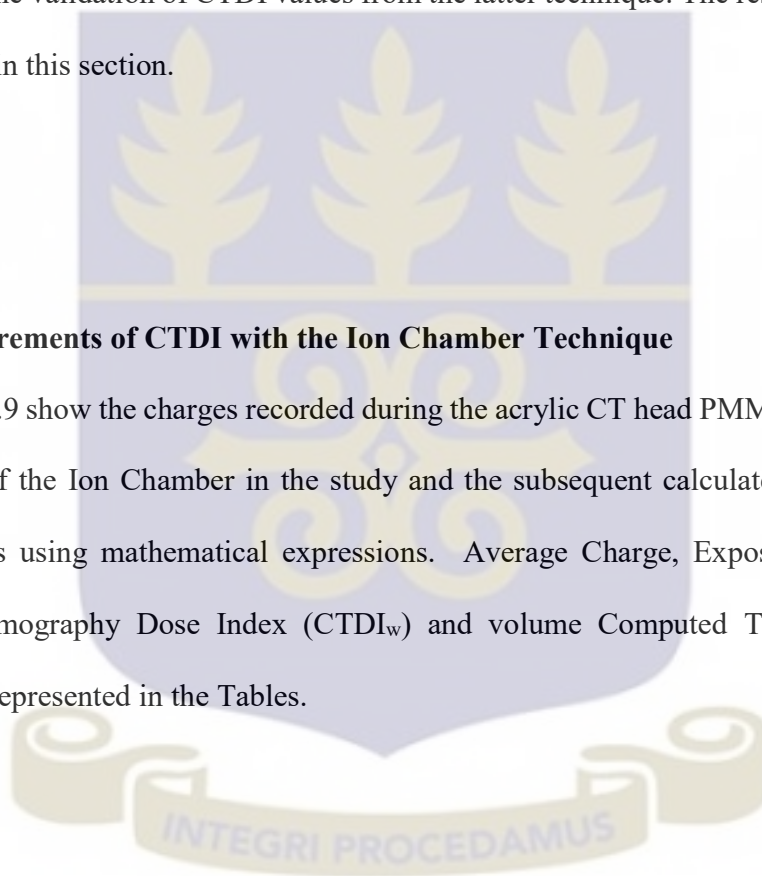 ne validation of CTDI values from the latter technique. The re
in this section.
rements of CTDI with the Ion Chamber Technique
.9 show the charges recorded during the acrylic CT head PMM
f the Ion Chamber in the study and the subsequent calculate
s using mathematical expressions. Average Charge, Expos
mography Dose Index (CTDIw) and volume Computed T
epresented in the Tables.
INTEGRI PROCEDAMUS